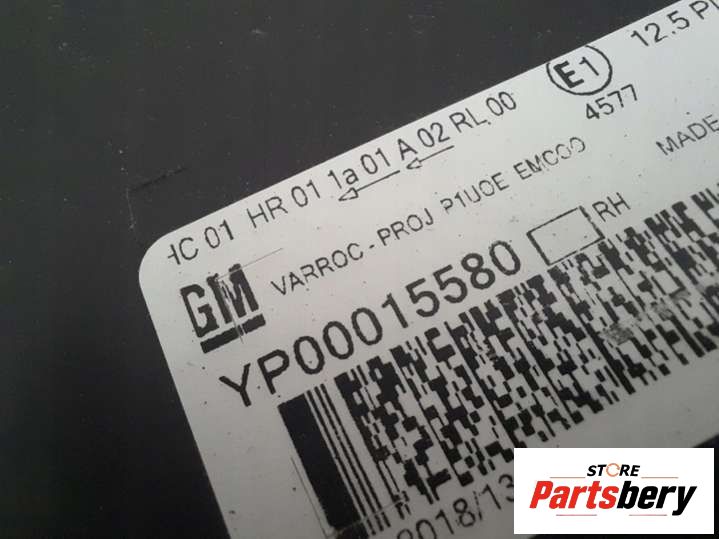 HC 01 HR 01 1a 01 A 02 RL 00
E1
4577
12.5
GM
VARROC - PROJ P1UOE EMCOO
MADE
YP00015580
RH
2018/13
STORE
Partsbery